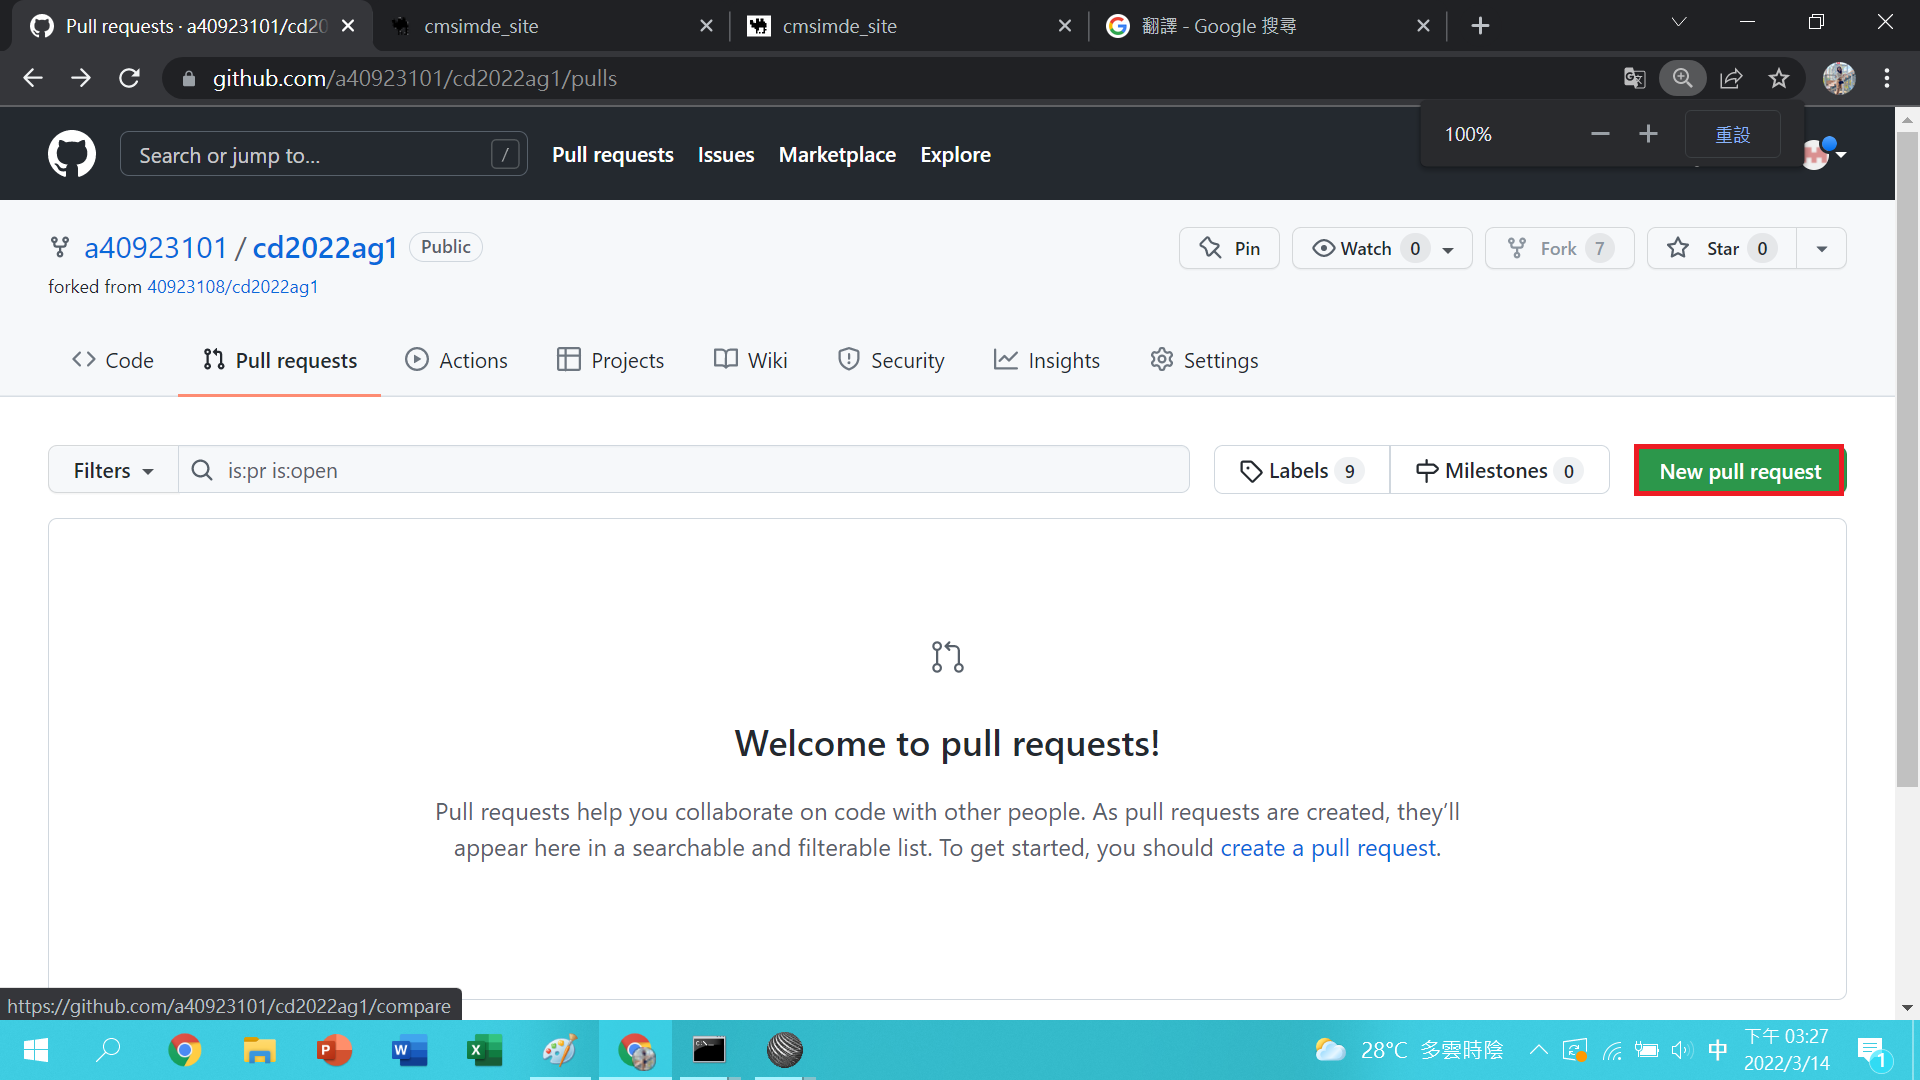 Pull requests · a40923101/cd20
cmsimde_site
cmsimde_site
翻譯 - Google 搜尋
github.com/a40923101/cd2022ag1/pulls
100%
重設
Search or jump to...
/
Pull requests
Issues
Marketplace
Explore
a40923101 / cd2022ag1
Public
Pin
Watch 0
Fork 7
Star 0
forked from 40923108/cd2022ag1
Code
Pull requests
Actions
Projects
Wiki
Security
Insights
Settings
Filters
is:pr is:open
Labels 9
Milestones 0
New pull request
Welcome to pull requests!
Pull requests help you collaborate on code with other people. As pull requests are created, they’ll
appear here in a searchable and filterable list. To get started, you should create a pull request.
https://github.com/a40923101/cd2022ag1/compare
28°C 多雲時陰
中
下午 03:27
2022/3/14
1